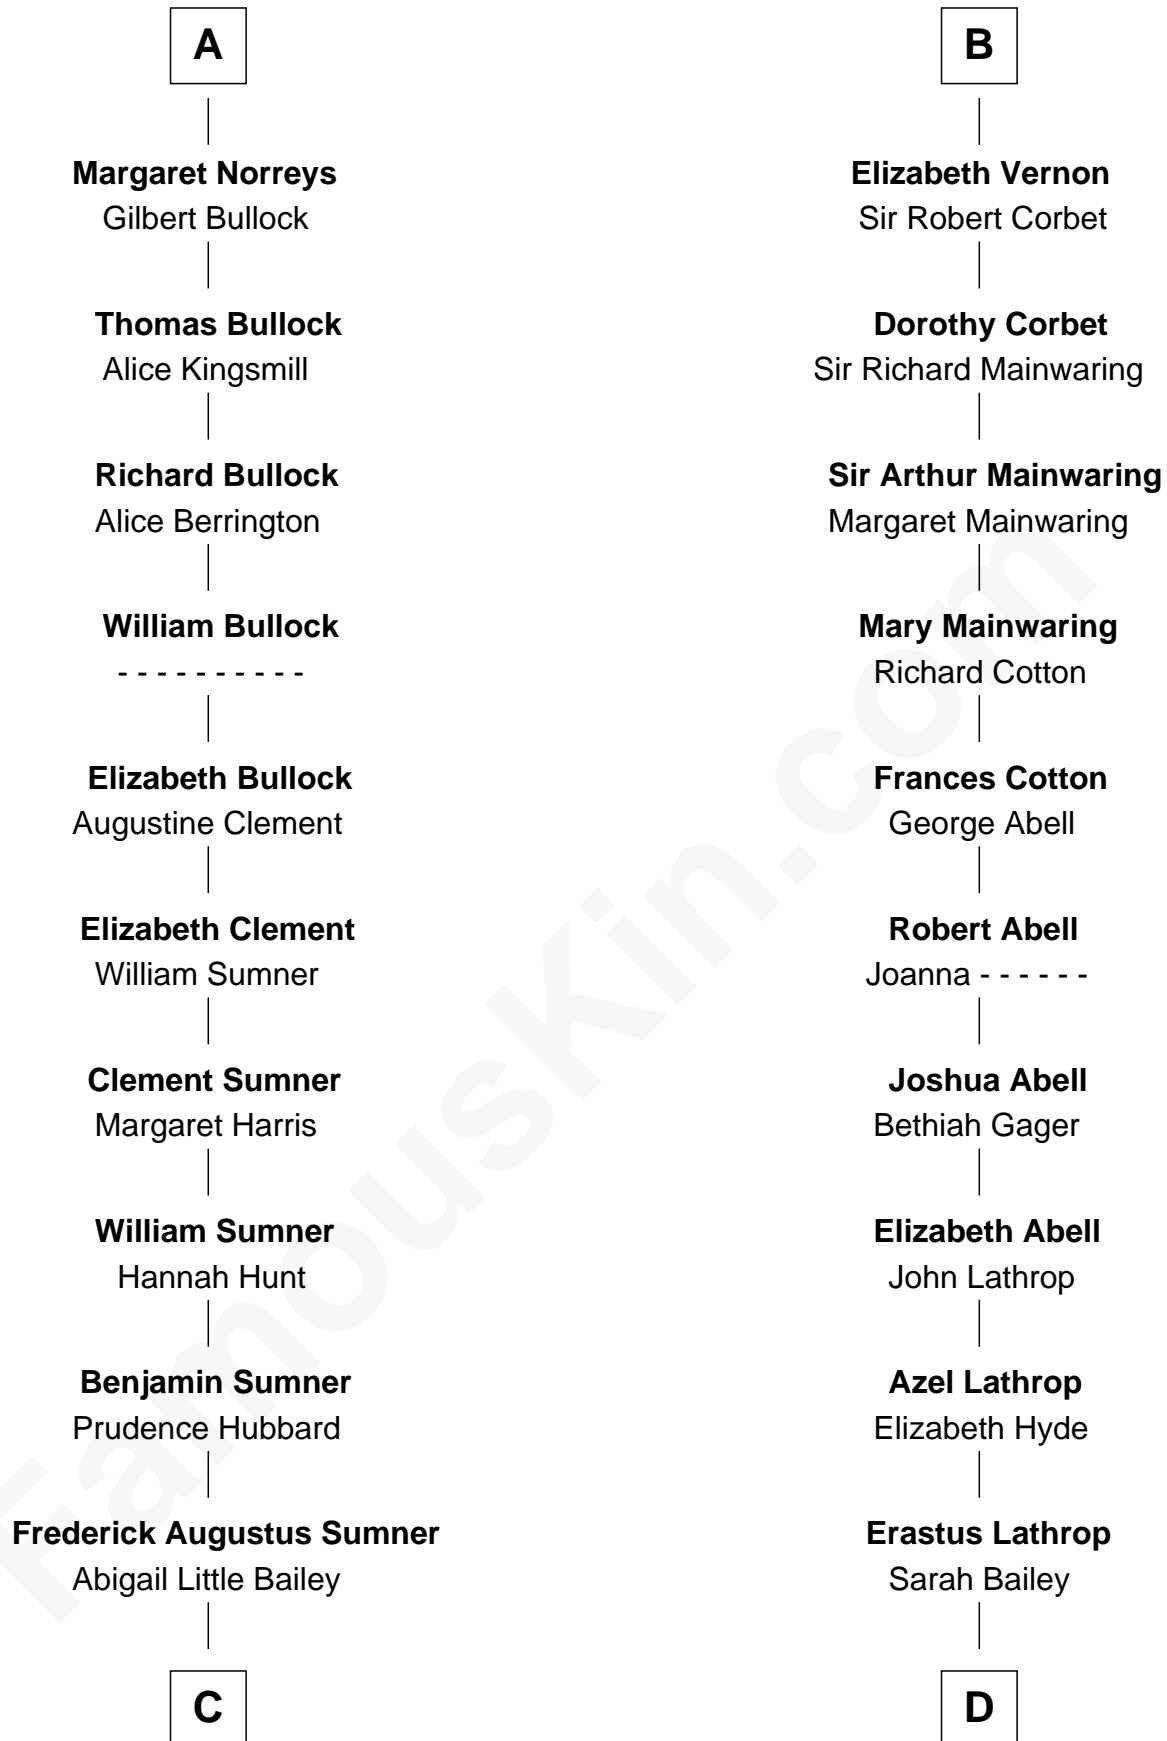 A
Margaret Norreys
Gilbert Bullock
Thomas Bullock
Alice Kingsmill
Richard Bullock
Alice Berrington
William Bullock
- - - - - - - - - -
Elizabeth Bullock
Augustine Clement
Elizabeth Clement
William Sumner
Clement Sumner
Margaret Harris
William Sumner
Hannah Hunt
Benjamin Sumner
Prudence Hubbard
Frederick Augustus Sumner
Abigail Little Bailey
C
B
Elizabeth Vernon
Sir Robert Corbet
Dorothy Corbet
Sir Richard Mainwaring
Sir Arthur Mainwaring
Margaret Mainwaring
Mary Mainwaring
Richard Cotton
Frances Cotton
George Abell
Robert Abell
Joanna - - - - - -
Joshua Abell
Bethiah Gager
Elizabeth Abell
John Lathrop
Azel Lathrop
Elizabeth Hyde
Erastus Lathrop
Sarah Bailey
D
FamousKin.com